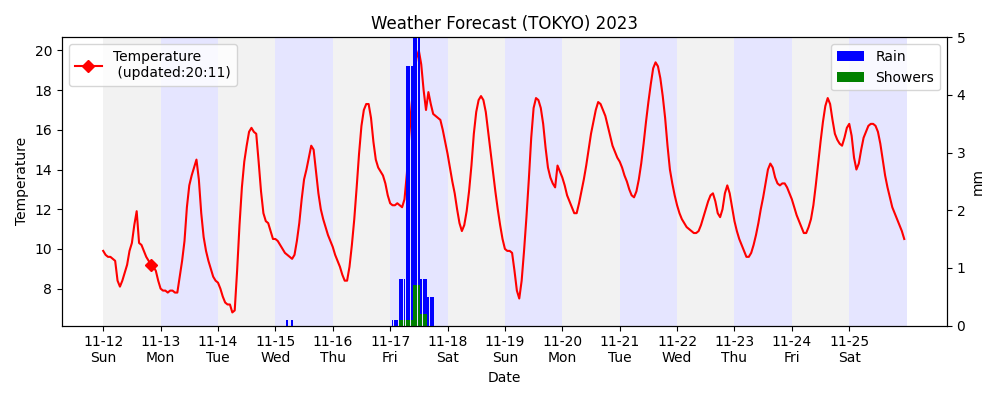 Weather Forecast (TOKYO) 2023
Temperature
(updated:20:11)
Rain
Showers
Temperature
20
18
16
14
12
10
8
5
4
3
2
1
0
mm
11-12 11-13 11-14 11-15 11-16 11-17 11-18 11-19 11-20 11-21 11-22 11-23 11-24 11-25
Sun Mon Tue Wed Thu Fri Sat Sun Mon Tue Wed Thu Fri Sat
Date